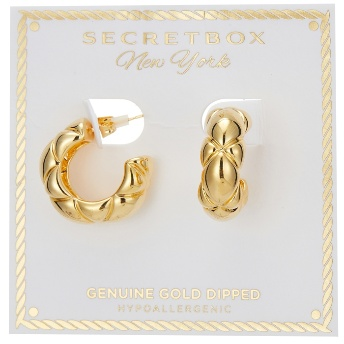 SECRETBOX
New York
GENUINE GOLD DIPPED
HYPOALLERGENIC